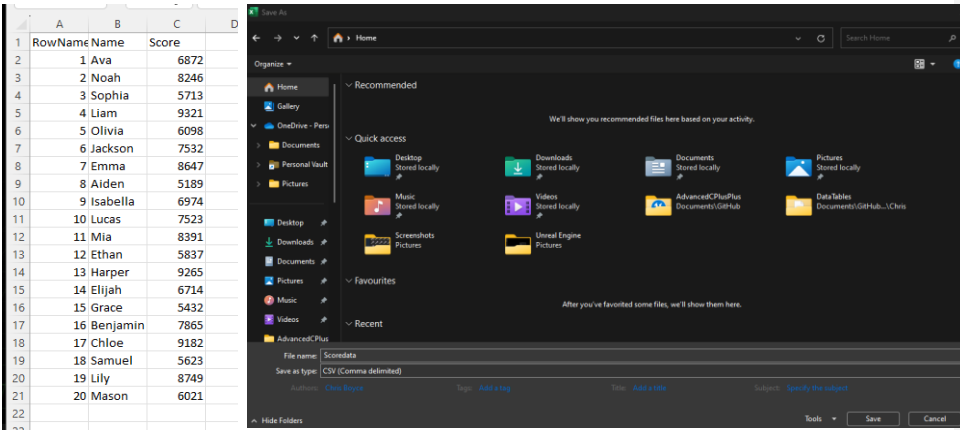 A B C D
1 RowName Name Score
2 1 Ava 6872
3 2 Noah 8246
4 3 Sophia 5713
5 4 Liam 9321
6 5 Olivia 6098
7 6 Jackson 7532
8 7 Emma 8647
9 8 Aiden 5189
10 9 Isabella 6974
11 10 Lucas 7523
12 11 Mia 8391
13 12 Ethan 5837
14 13 Harper 9265
15 14 Elijah 6714
16 15 Grace 5432
17 16 Benjamin 7865
18 17 Chloe 9182
19 18 Samuel 5623
20 19 Lily 8749
21 20 Mason 6021
22
Save As
Home
Search Home
Organize
Home
Gallery
OneDrive - Pers
Documents
Personal Vault
Pictures
Desktop
Downloads
Documents
Pictures
Music
Videos
AdvancedCPlus
Recommended
We'll show you recommended files here based on your activity.
Quick access
Desktop
Stored locally
Downloads
Stored locally
Documents
Stored locally
Pictures
Stored locally
Music
Stored locally
Videos
Stored locally
AdvancedCPlusPlus
Documents\GitHub
DataTables
Documents\GitHub...\Chris
Screenshots
Pictures
Unreal Engine
Pictures
Favourites
After you've favorited some files, we'll show them here.
Recent
File name: Scoredata
Save as type: CSV (Comma delimited)
Authors: Chris Boyce Tags: Add a tag Title: Add a title Subject: Specify the subject
Hide Folders Tools Save Cancel